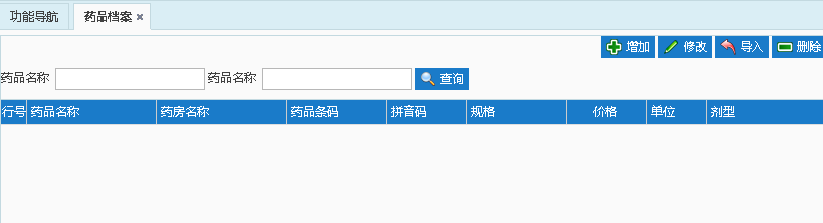 功能导航 药品档案
增加 修改 导入 删除
药品名称 药品名称 查询
行号 药品名称 药房名称 药品条码 拼音码 规格 价格 单位 剂型